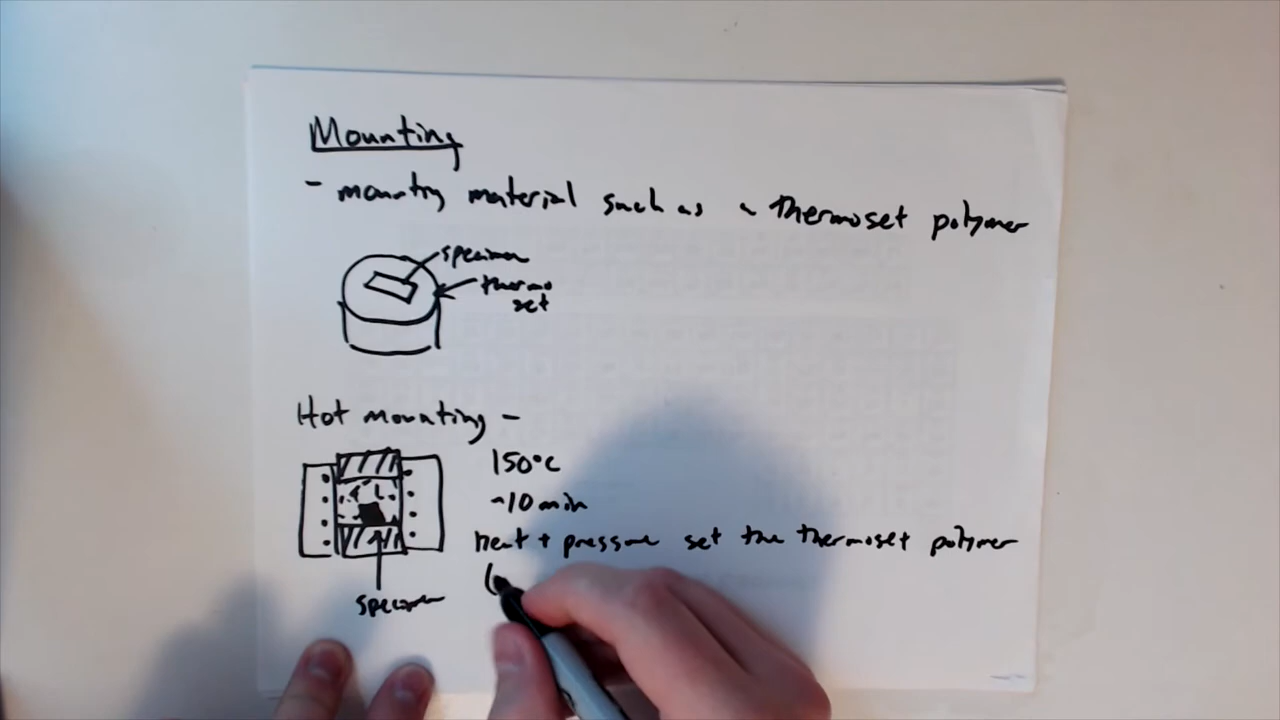 Mounting
- mounting material such as a thermoset polymer
specimen
thermo
set
Hot mounting -
150°C
~10 min
heat + pressure set the thermoset polymer
(
specimen